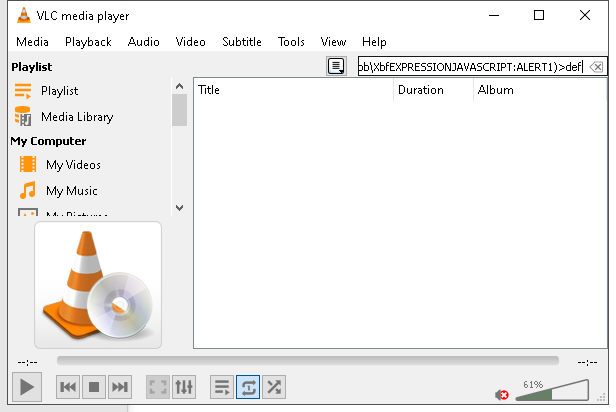 VLC media player
Media Playback Audio Video Subtitle Tools View Help
Playlist
ob\XbfEXPRESSIONJAVASCRIPT:ALERT1)>def
Playlist
Title Duration Album
Media Library
My Computer
My Videos
My Music
My Pictures
--:-- --:--
61%